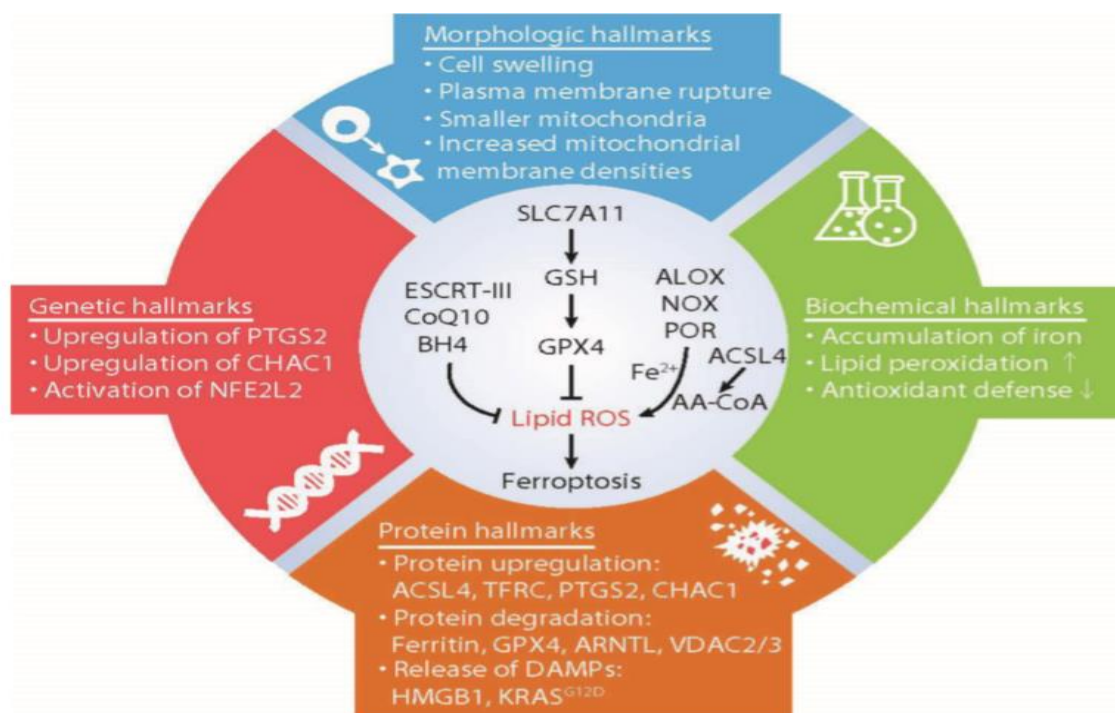 Morphologic hallmarks
• Cell swelling
• Plasma membrane rupture
• Smaller mitochondria
• Increased mitochondrial
membrane densities
Genetic hallmarks
• Upregulation of PTGS2
• Upregulation of CHAC1
• Activation of NFE2L2
SLC7A11
GSH
GPX4
ESCRT-III
CoQ10
BH4
ALOX
NOX
POR
Fe²⁺
ACSL4
AA-CoA
Lipid ROS
Ferroptosis
Biochemical hallmarks
• Accumulation of iron
• Lipid peroxidation ↑
• Antioxidant defense ↓
Protein hallmarks
• Protein upregulation:
ACSL4, TFRC, PTGS2, CHAC1
• Protein degradation:
Ferritin, GPX4, ARNTL, VDAC2/3
• Release of DAMPs:
HMGB1, KRASᴳ¹²ᴰ